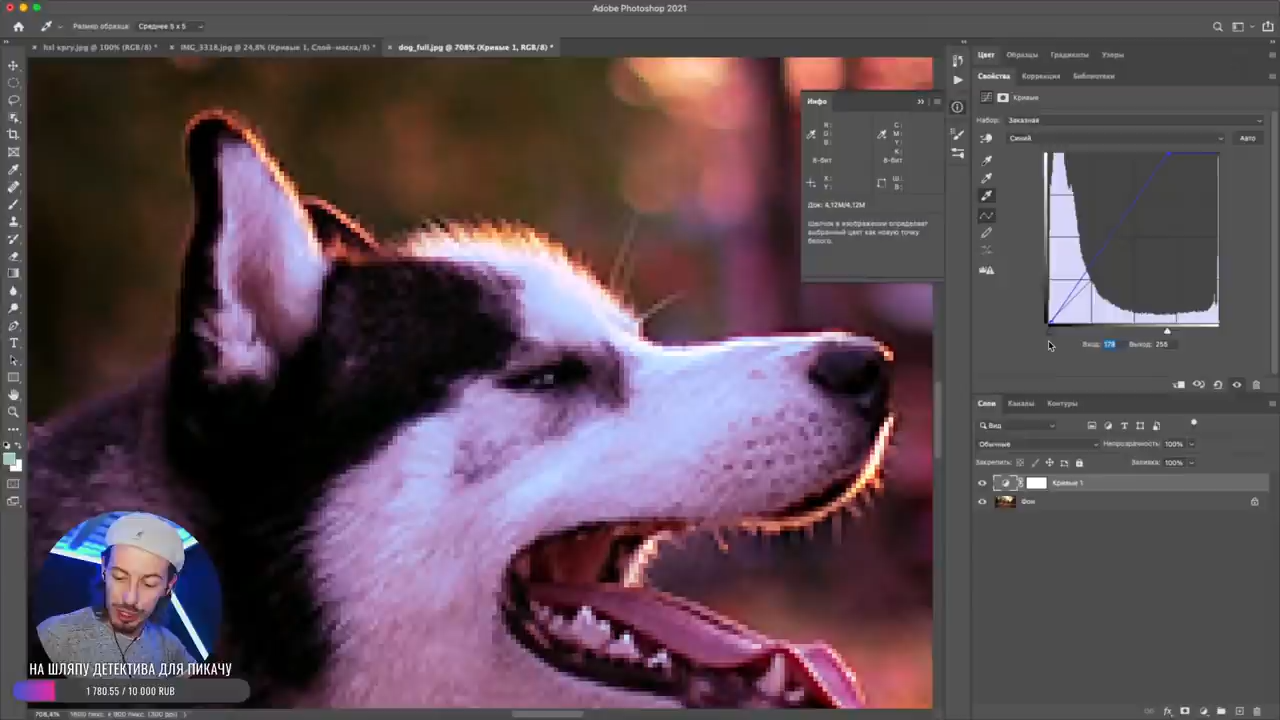 Adobe Photoshop 2021
Размер образца: Среднее 5 x 5
hsl кругу.jpg @ 100% (RGB/8) *
IMG_3318.jpg @ 24,8% (Кривые 1, Слой-маска/8) *
dog_full.jpg @ 708% (Кривые 1, RGB/8) *
Цвет Образцы Градиенты Узоры
Свойства Коррекция Библиотеки
Кривые
Набор: Заказная
Синий
Авто
Инфо
R:
C:
M:
Y:
K:
8-бит
8-бит
X:
Y:
Ш:
В:
Док: 4,12M/4,12M
Щелчок в изображении определяет
выбранный цвет как новую точку
белого.
Вход: 178 Выход: 255
Слои Каналы Контуры
Вид
Обычные
Непрозрачность: 100%
Закрепить:
Заливка: 100%
Кривые 1
Фон
НА ШЛЯПУ ДЕТЕКТИВА ДЛЯ ПИКАЧУ
1 780.55 / 10 000 RUB
708,4%